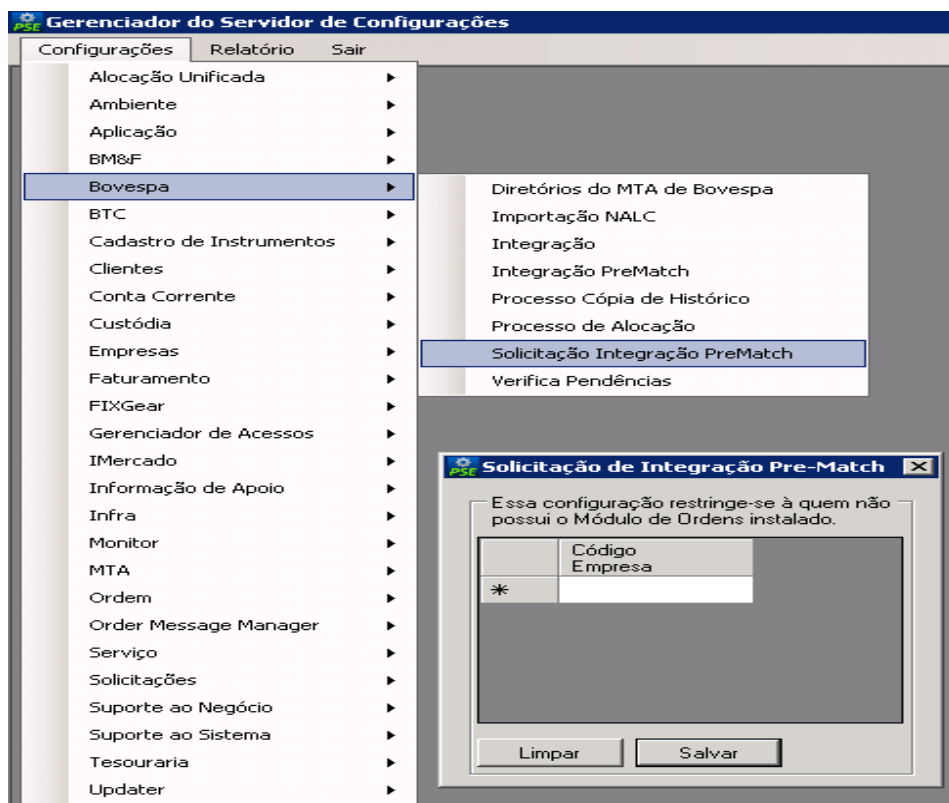 PSE Gerenciador do Servidor de Configurações
Configurações Relatório Sair
Alocação Unificada
Ambiente
Aplicação
BM&F
Bovespa
BTC
Cadastro de Instrumentos
Clientes
Conta Corrente
Custódia
Empresas
Faturamento
FIXGear
Gerenciador de Acessos
IMercado
Informação de Apoio
Infra
Monitor
MTA
Ordem
Order Message Manager
Serviço
Solicitações
Suporte ao Negócio
Suporte ao Sistema
Tesouraria
Updater
Diretórios do MTA de Bovespa
Importação NALC
Integração
Integração PreMatch
Processo Cópia de Histórico
Processo de Alocação
Solicitação Integração PreMatch
Verifica Pendências
PSE Solicitação de Integração Pre-Match
Essa configuração restringe-se à quem não
possui o Módulo de Ordens instalado.
Código
Empresa
Limpar Salvar